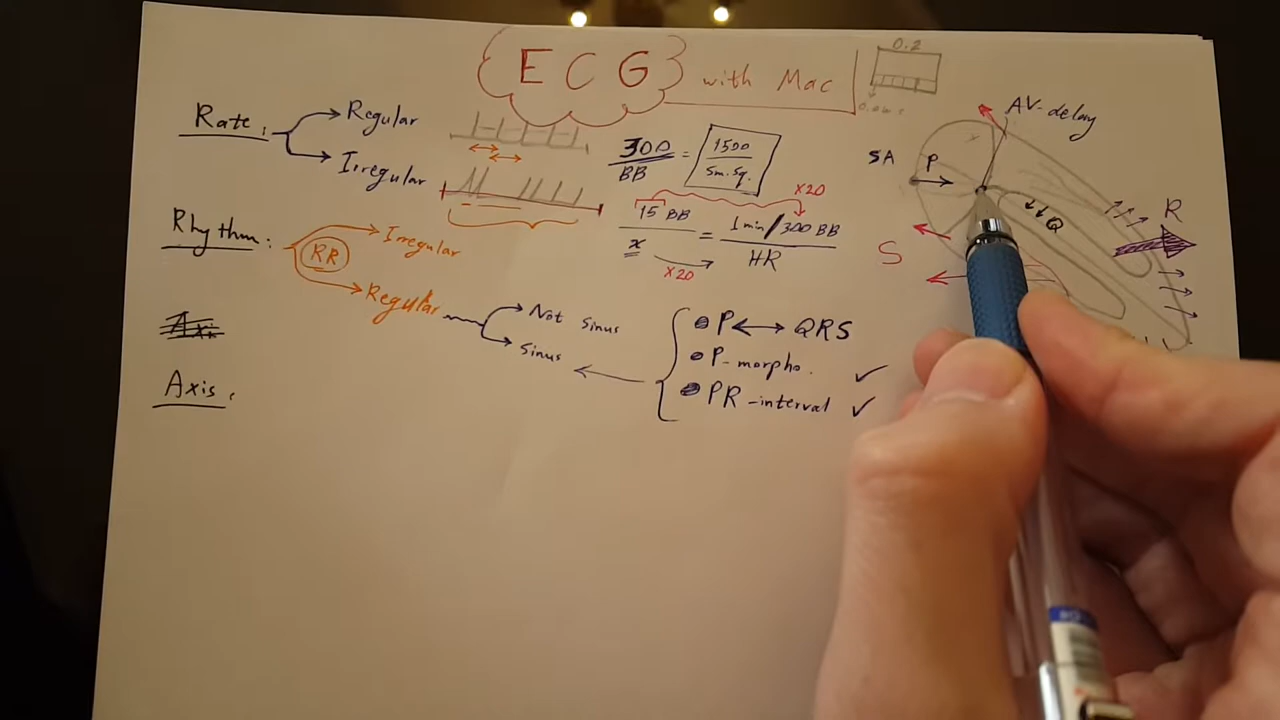 ECG with Mac
0.2
Rate:
Regular
Irregular
300
BB
=
1500
Sm.Sq.
15 BB
x
=
1 min/300 BB
HR
x20
x20
Rhythm:
RR
Irregular
Regular
Not Sinus
Sinus
P ↔ QRS
P-morpho. ✓
PR-interval ✓
Axis:
AV-delay
SA
P
Q
R
S